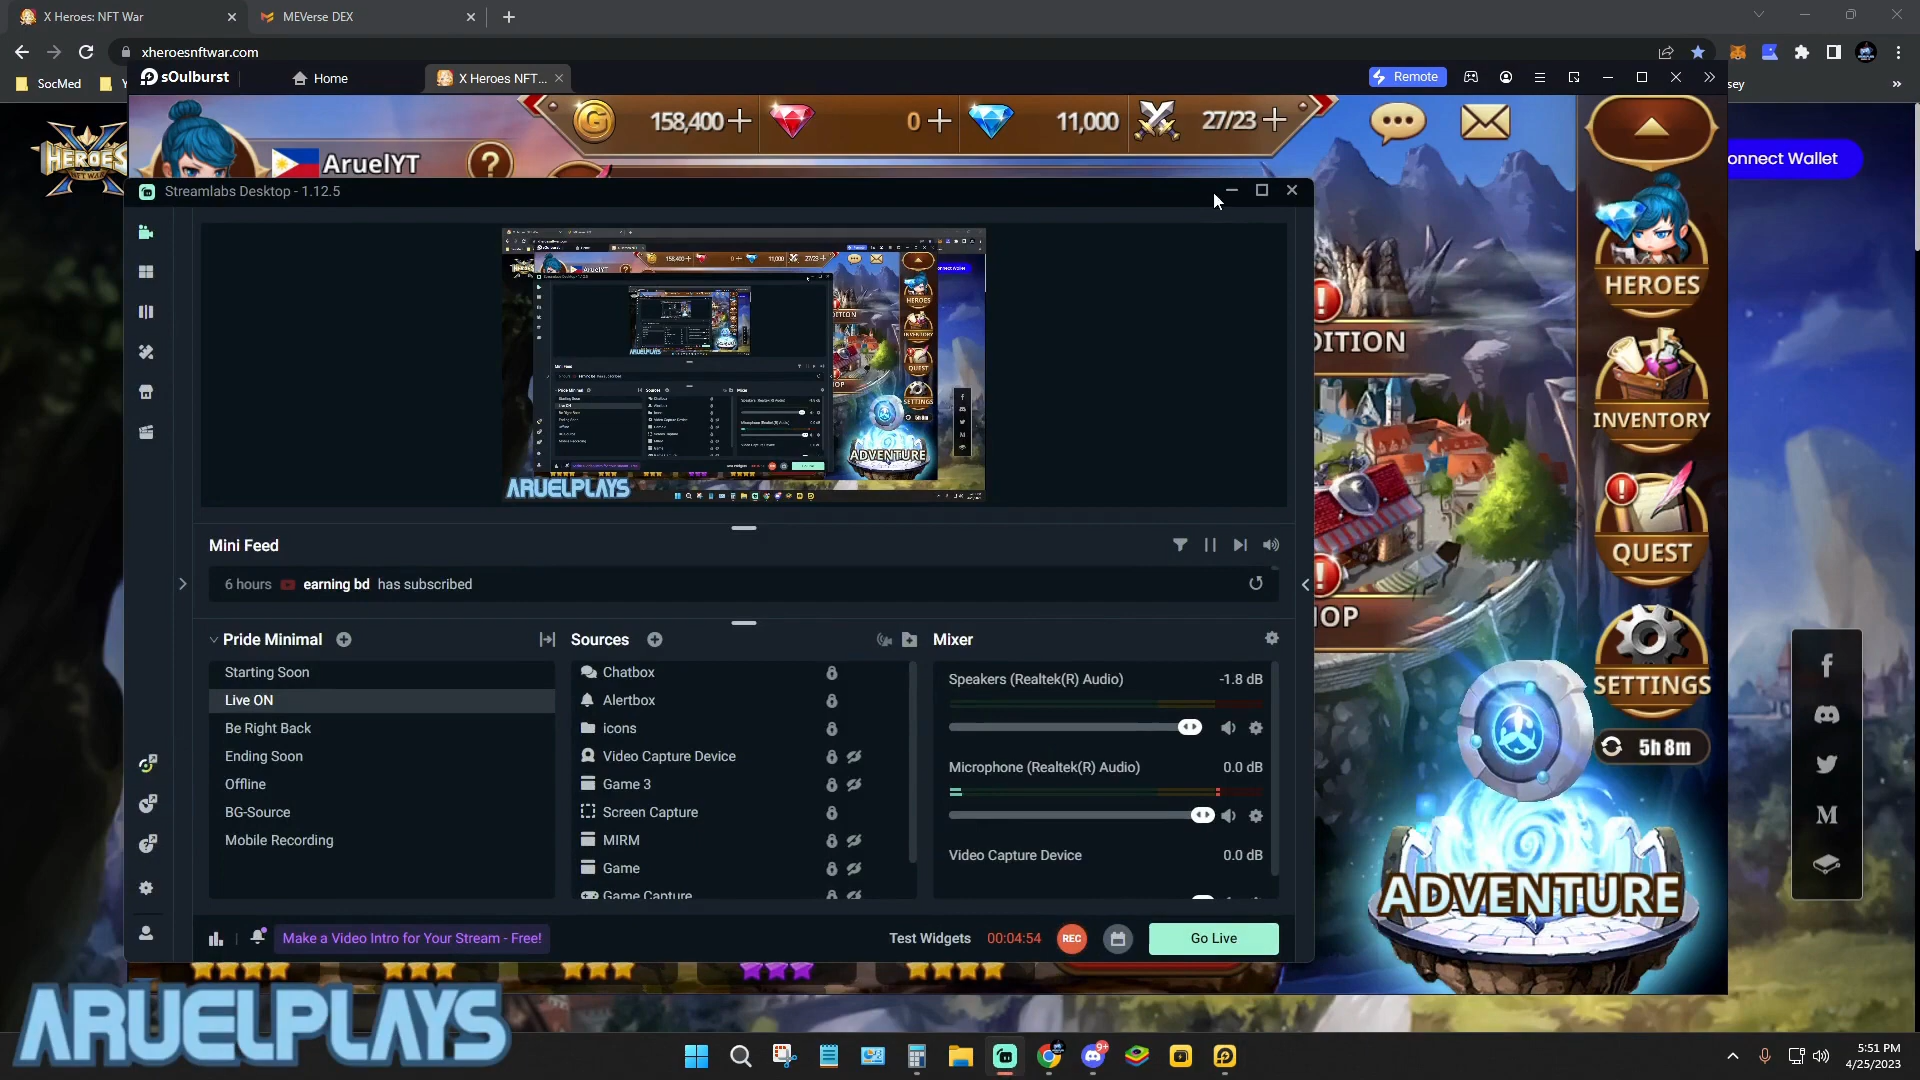 X Heroes: NFT War
MEVerse DEX
xheroesnftwar.com
SocMed
sey
sOulburst
Home
X Heroes NFT...
Remote
HEROES
NFT WAR
158,400
0
11,000
27/23
AruelYT
?
onnect Wallet
Streamlabs Desktop - 1.12.5
HEROES
DITION
INVENTORY
QUEST
HOP
SETTINGS
5h 8m
ADVENTURE
Mini Feed
6 hours earning bd has subscribed
Pride Minimal
Starting Soon
Live ON
Be Right Back
Ending Soon
Offline
BG-Source
Mobile Recording
Sources
Chatbox
Alertbox
icons
Video Capture Device
Game 3
Screen Capture
MIRM
Game
Game Capture
Mixer
Speakers (Realtek(R) Audio) -1.8 dB
Microphone (Realtek(R) Audio) 0.0 dB
Video Capture Device 0.0 dB
Make a Video Intro for Your Stream - Free!
Test Widgets 00:04:54 REC Go Live
ARUELPLAYS
9+
5:51 PM
4/25/2023